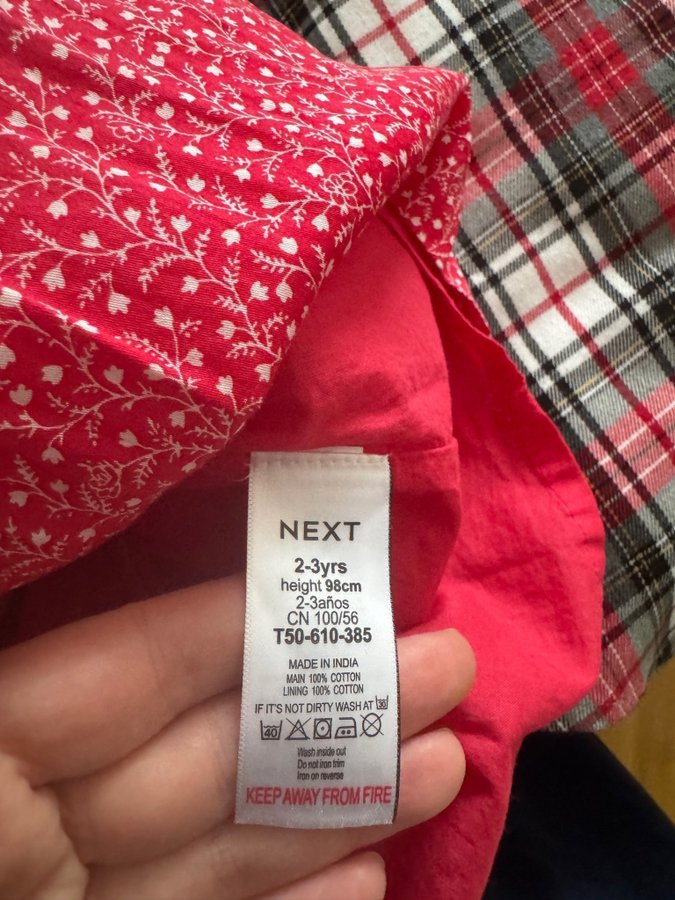 NEXT
2-3yrs
height 98cm
2-3años
CN 100/56
T50-610-385
MADE IN INDIA
MAIN 100% COTTON
LINING 100% COTTON
IF IT'S NOT DIRTY WASH AT 30
40
Wash inside out
Do not iron trim
Iron on reverse
KEEP AWAY FROM FIRE